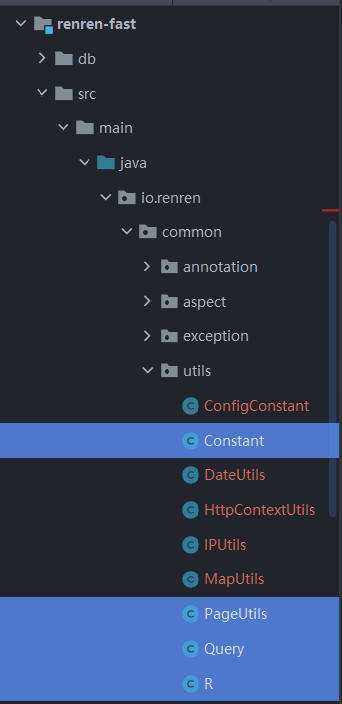 renren-fast
db
src
main
java
io.renren
common
annotation
aspect
exception
utils
ConfigConstant
Constant
DateUtils
HttpContextUtils
IPUtils
MapUtils
PageUtils
Query
R